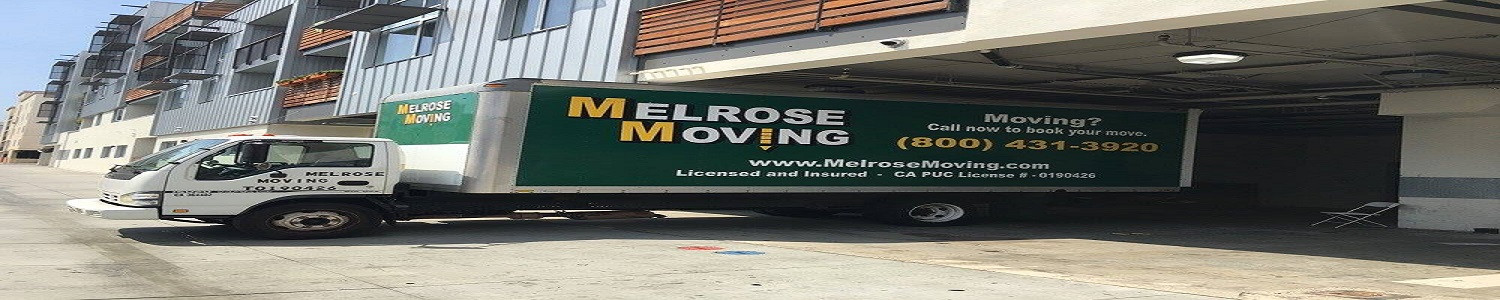 MELROSE
MOVING
MELROSE
MOVING
Moving?
Call now to book your move.
(800) 431-3920
www.MelroseMoving.com
Licensed and Insured - CA PUC License # - 0190426
MELROSE
MOVING
TO190426